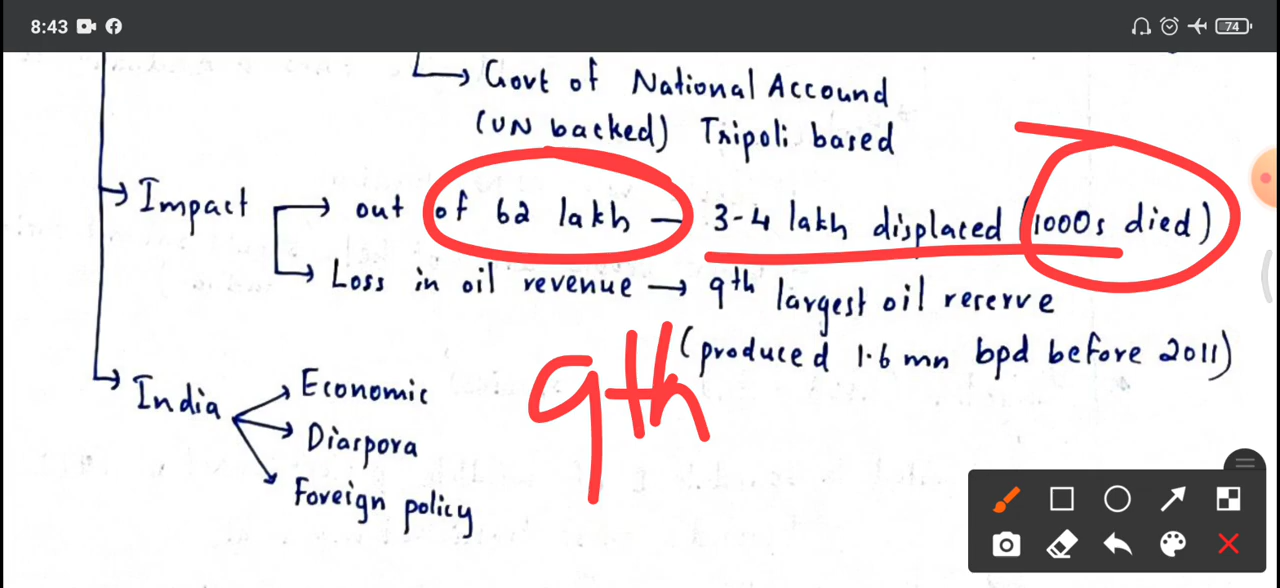 8:43
74
Govt of National Accound
(UN backed) Tripoli based
Impact
out of 62 lakh – 3-4 lakh displaced (1000s died)
Loss in oil revenue → 9th largest oil reserve
(produced 1.6 mn bpd before 2011)
9th
India
Economic
Diaspora
Foreign policy